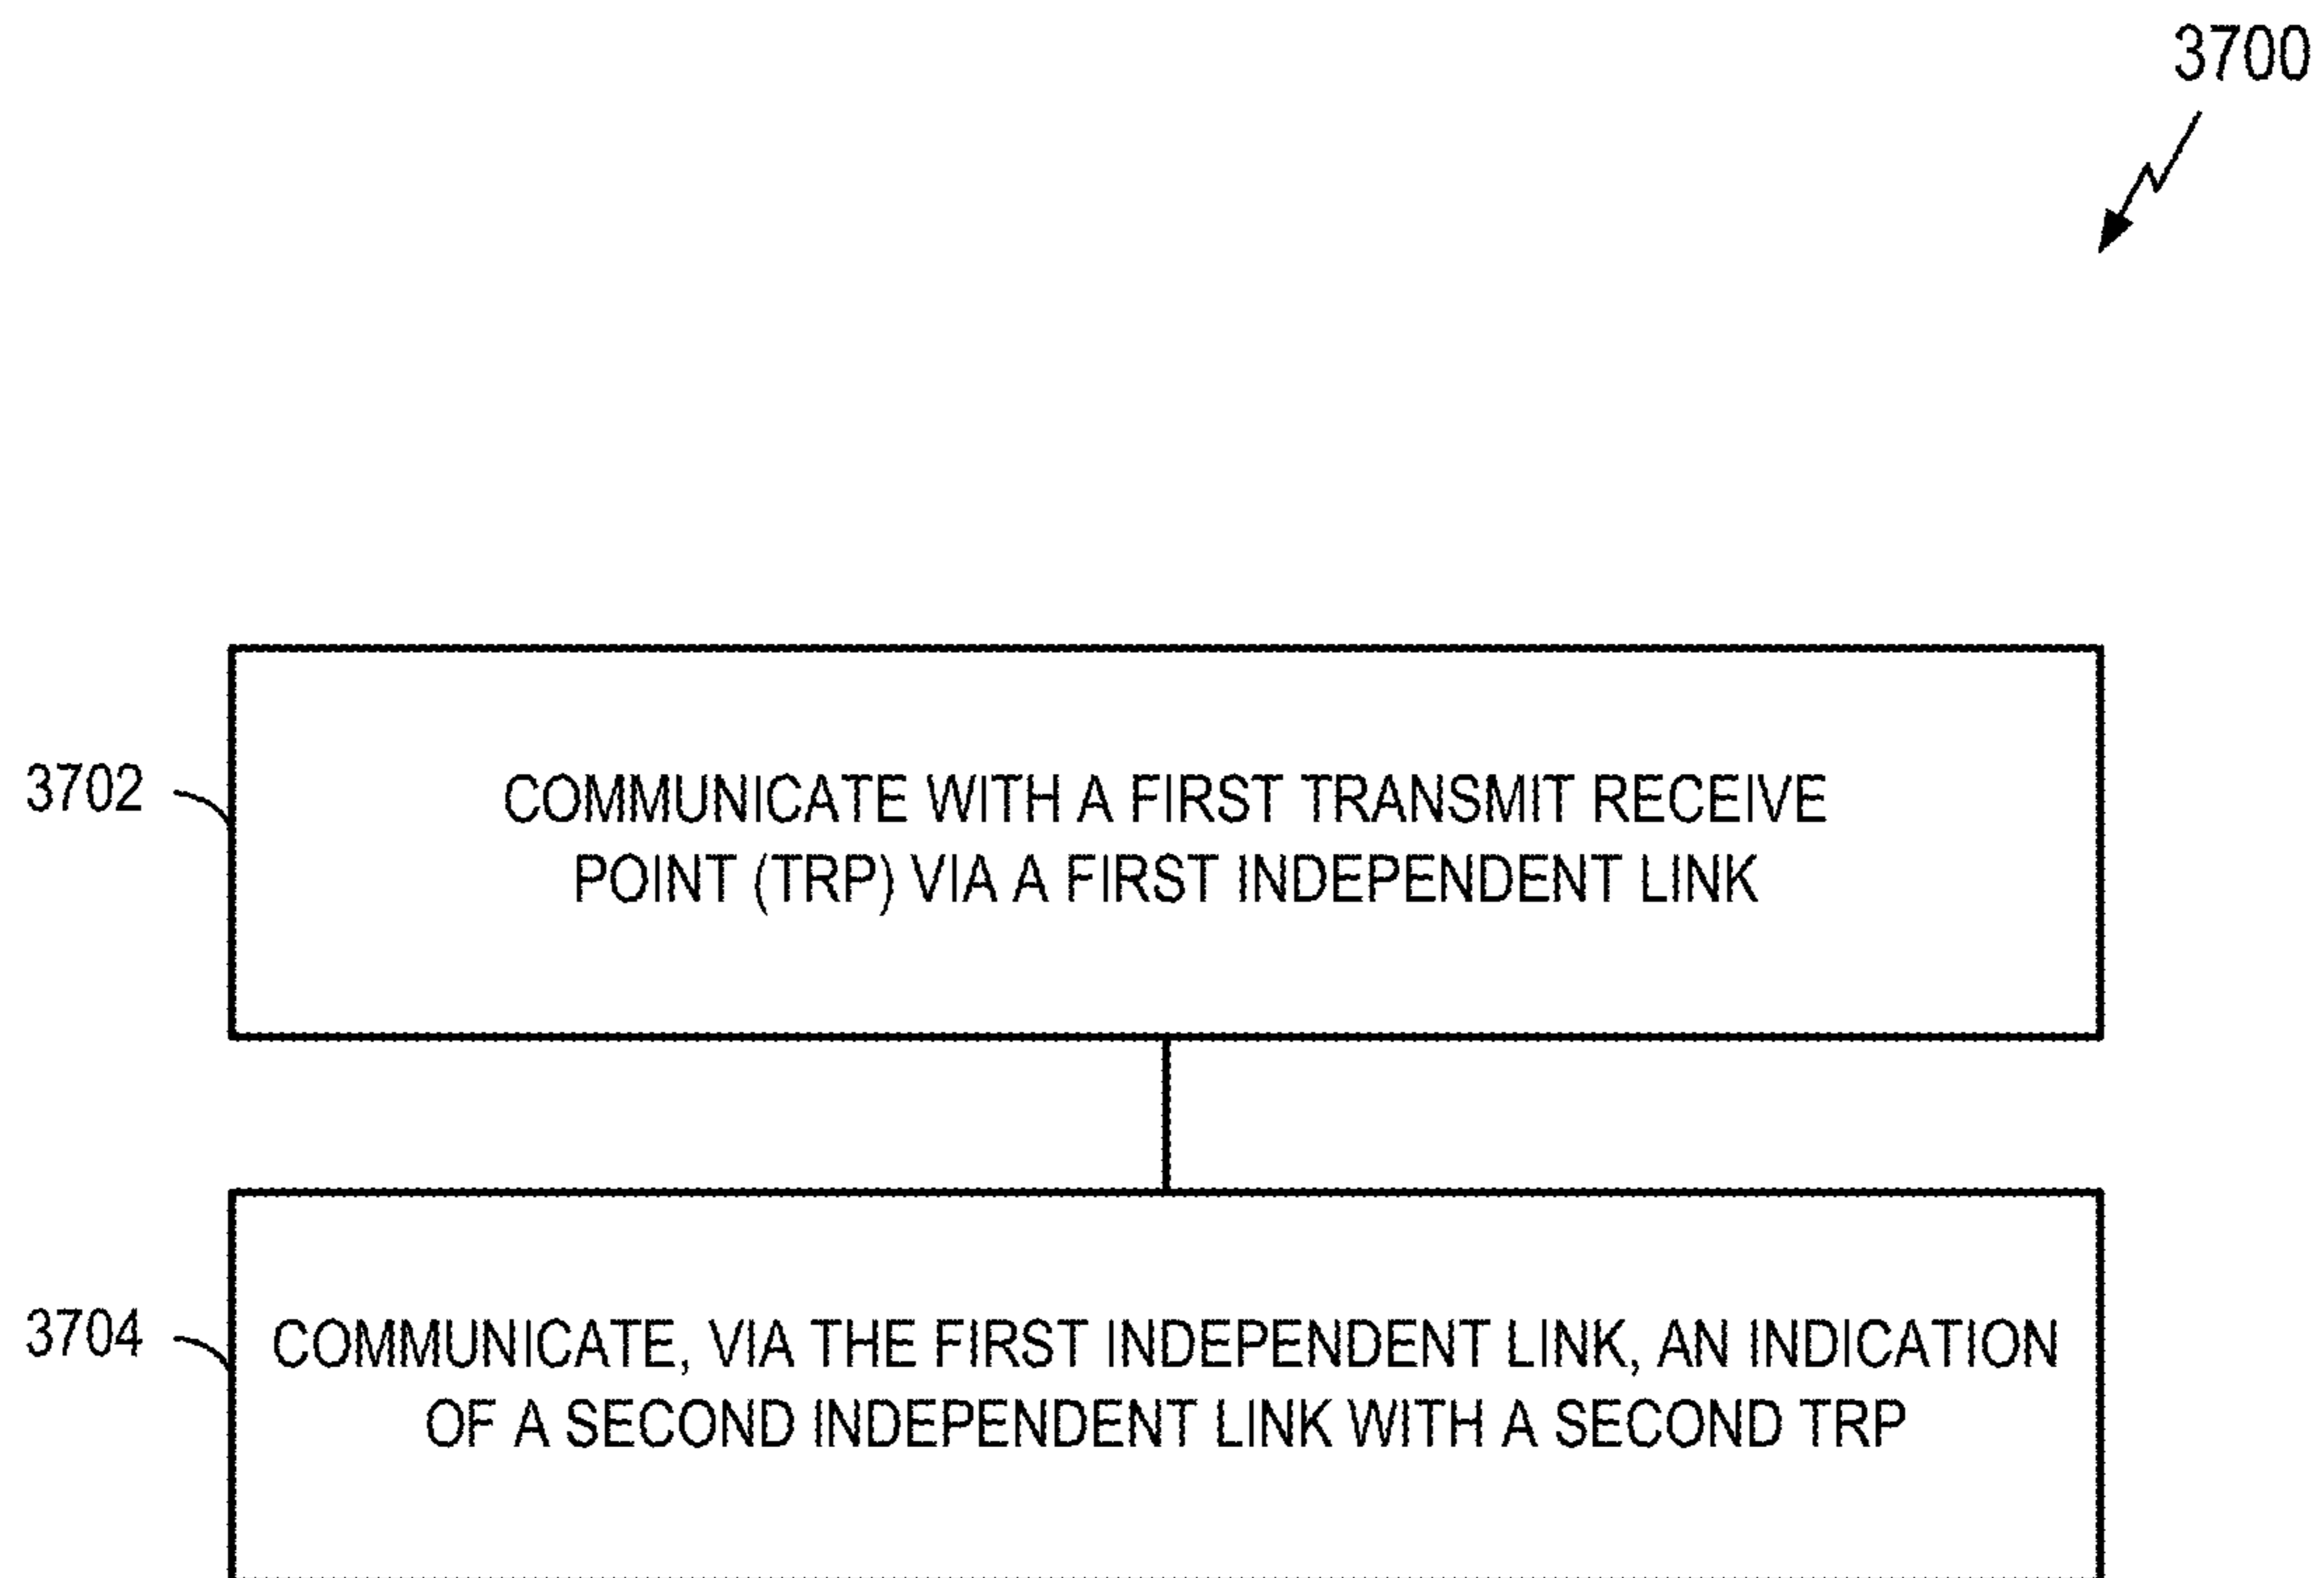 3700
3702
COMMUNICATE WITH A FIRST TRANSMIT RECEIVE
POINT (TRP) VIA A FIRST INDEPENDENT LINK
3704
COMMUNICATE, VIA THE FIRST INDEPENDENT LINK, AN INDICATION
OF A SECOND INDEPENDENT LINK WITH A SECOND TRP